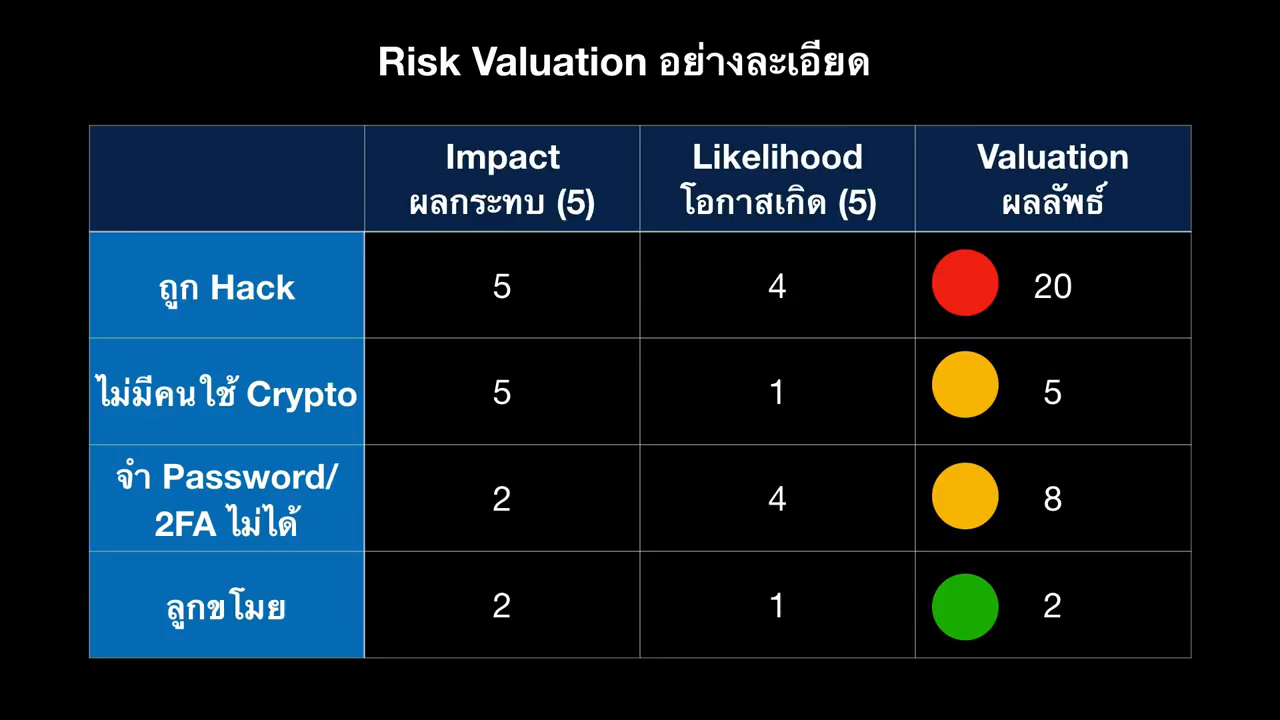 Risk Valuation อย่างละเอียด
Impact
ผลกระทบ (5)
Likelihood
โอกาสเกิด (5)
Valuation
ผลลัพธ์
ถูก Hack
5
4
20
ไม่มีคนใช้ Crypto
5
1
5
จำ Password/
2FA ไม่ได้
2
4
8
ลูกขโมย
2
1
2